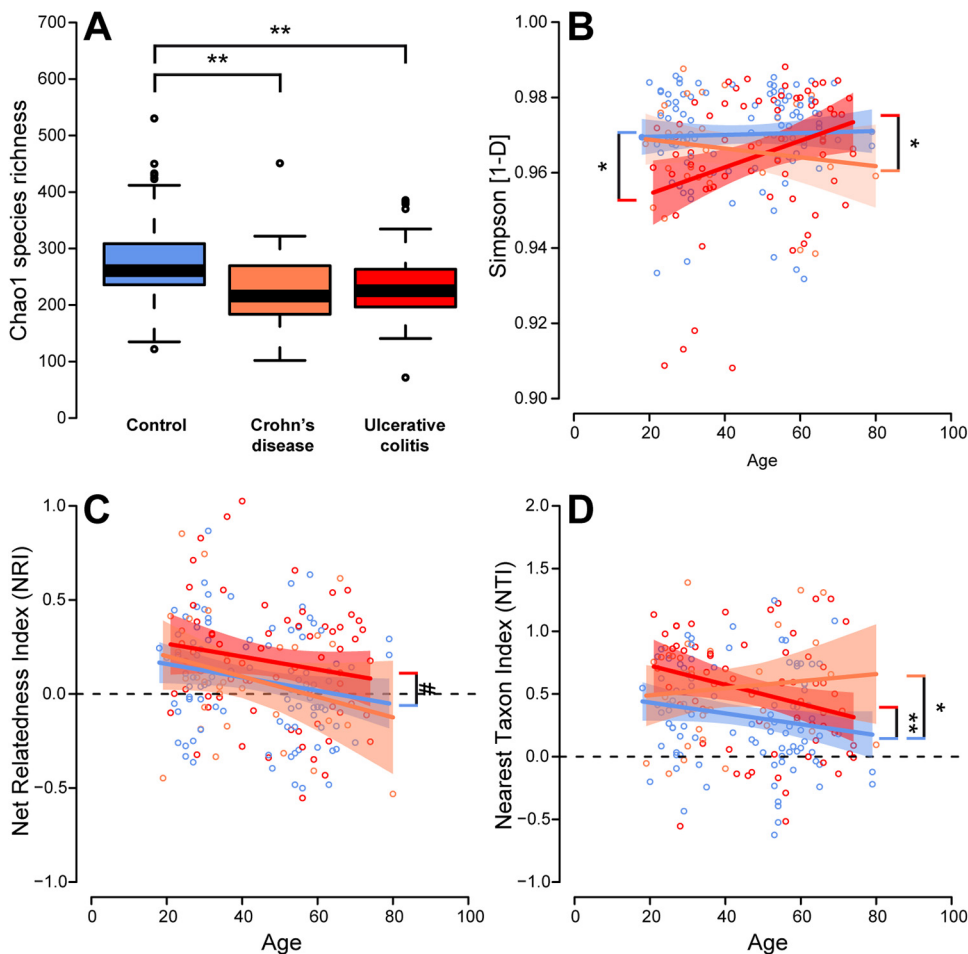 A
Chao1 species richness
700
600
500
400
300
200
100
0
**
**
Control
Crohn's
disease
Ulcerative
colitis
B
Simpson [1-D]
1.00
0.98
0.96
0.94
0.92
0.90
*
*
0 20 40 60 80 100
Age
C
Net Relatedness Index (NRI)
1.0
0.5
0.0
−0.5
−1.0
#
0 20 40 60 80 100
Age
D
Nearest Taxon Index (NTI)
2.0
1.5
1.0
0.5
0.0
−0.5
−1.0
**
*
0 20 40 60 80 100
Age